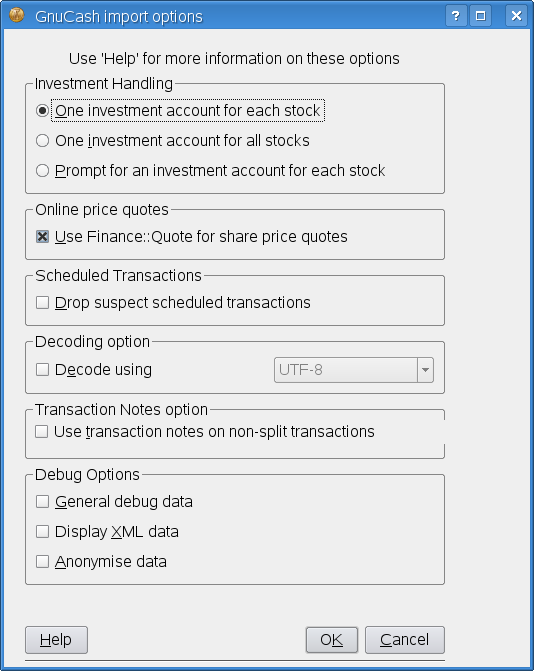 GnuCash import options
Use 'Help' for more information on these options
Investment Handling
One investment account for each stock
One investment account for all stocks
Prompt for an investment account for each stock
Online price quotes
Use Finance::Quote for share price quotes
Scheduled Transactions
Drop suspect scheduled transactions
Decoding option
Decode using UTF-8
Transaction Notes option
Use transaction notes on non-split transactions
Debug Options
General debug data
Display XML data
Anonymise data
Help OK Cancel